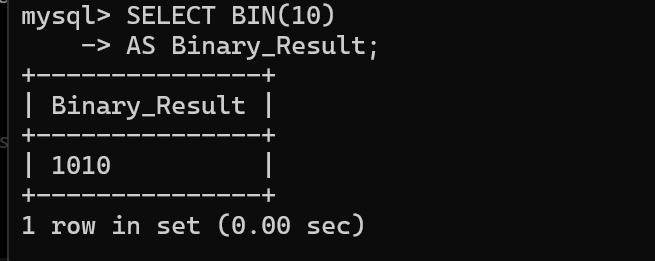 mysql> SELECT BIN(10)
    -> AS Binary_Result;
+---------------+
| Binary_Result |
+---------------+
| 1010          |
+---------------+
1 row in set (0.00 sec)